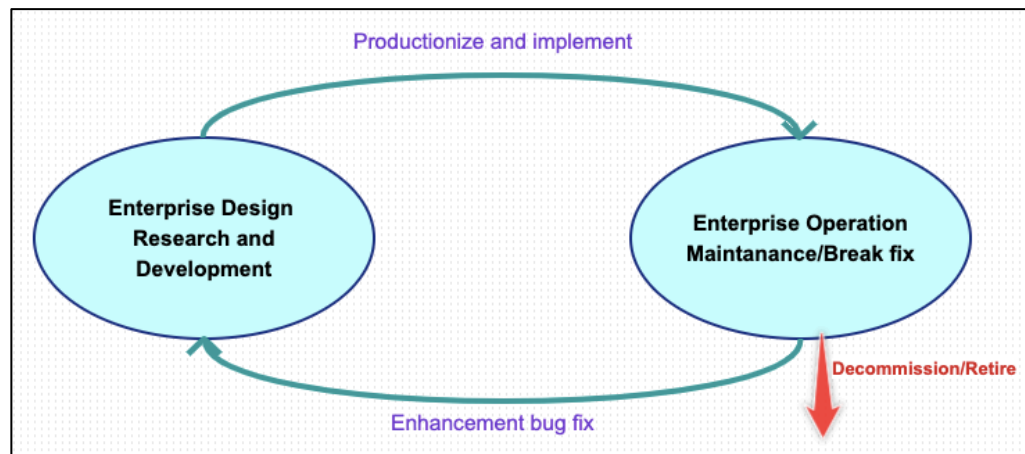 Productionize and implement
Enterprise Design
Research and
Development
Enterprise Operation
Maintanance/Break fix
Decommission/Retire
Enhancement bug fix